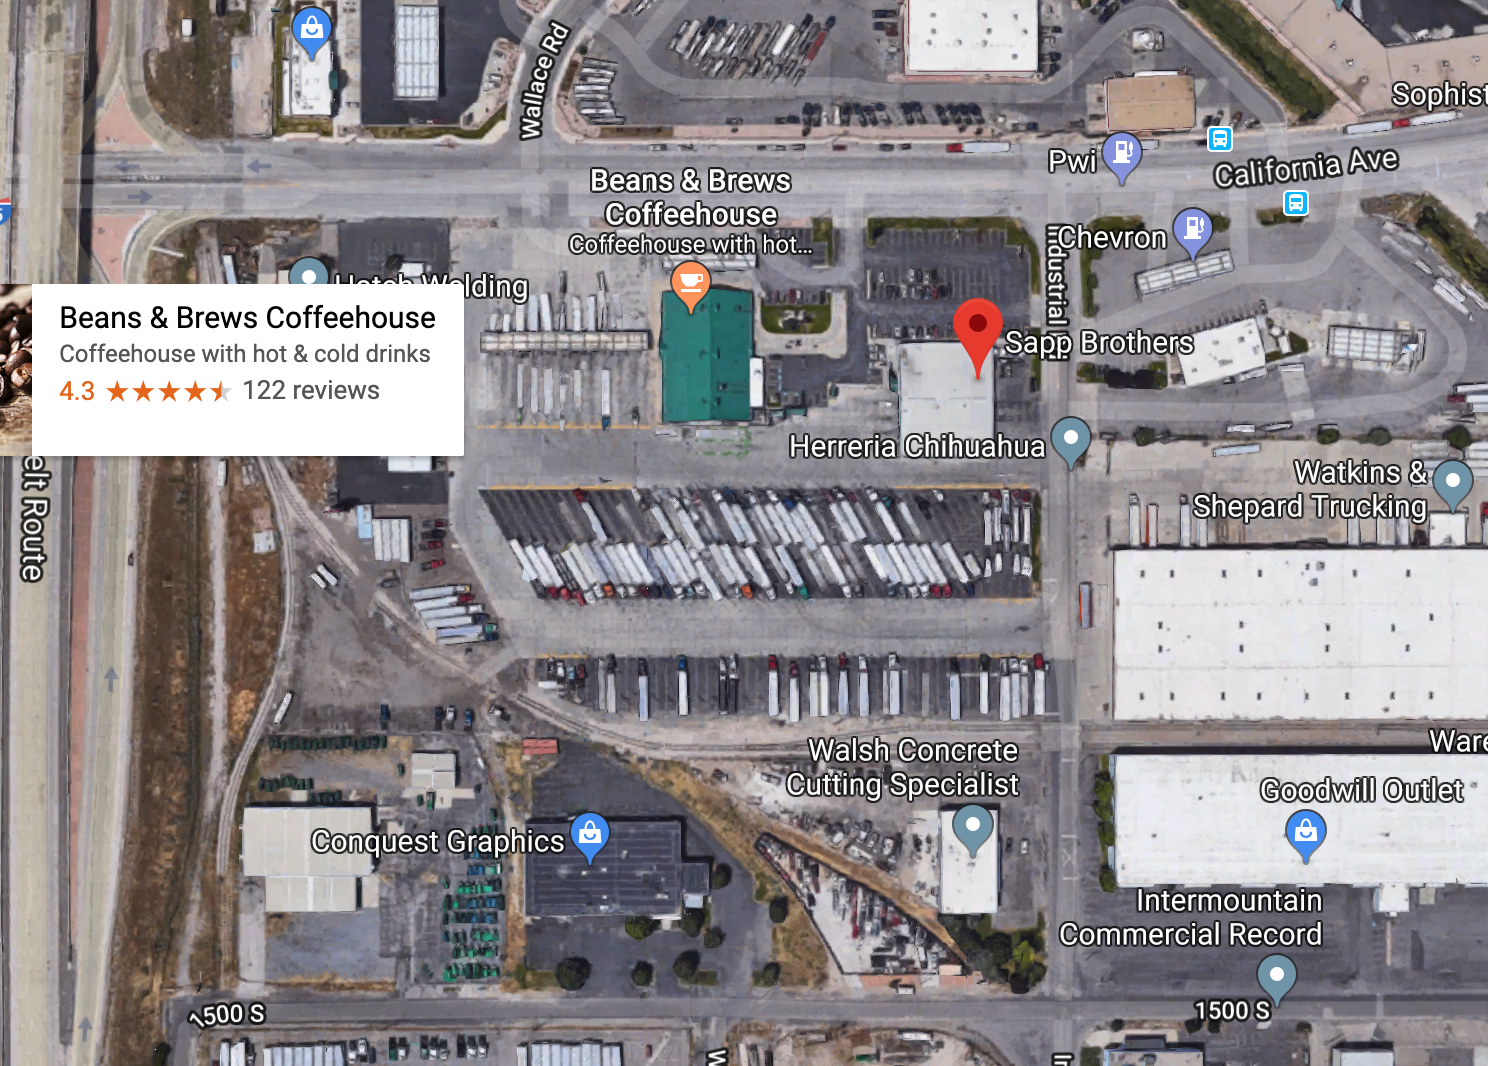 Wallace Rd
Sophist
Pwi
California Ave
Beans & Brews
Coffeehouse
Coffeehouse with hot...
Chevron
Industrial
Hatch Welding
Beans & Brews Coffeehouse
Coffeehouse with hot & cold drinks
4.3 122 reviews
Sapp Brothers
Herreria Chihuahua
Watkins &
Shepard Trucking
elt Route
Walsh Concrete
Cutting Specialist
Ware
Goodwill Outlet
Conquest Graphics
Intermountain
Commercial Record
1500 S
1500 S
W